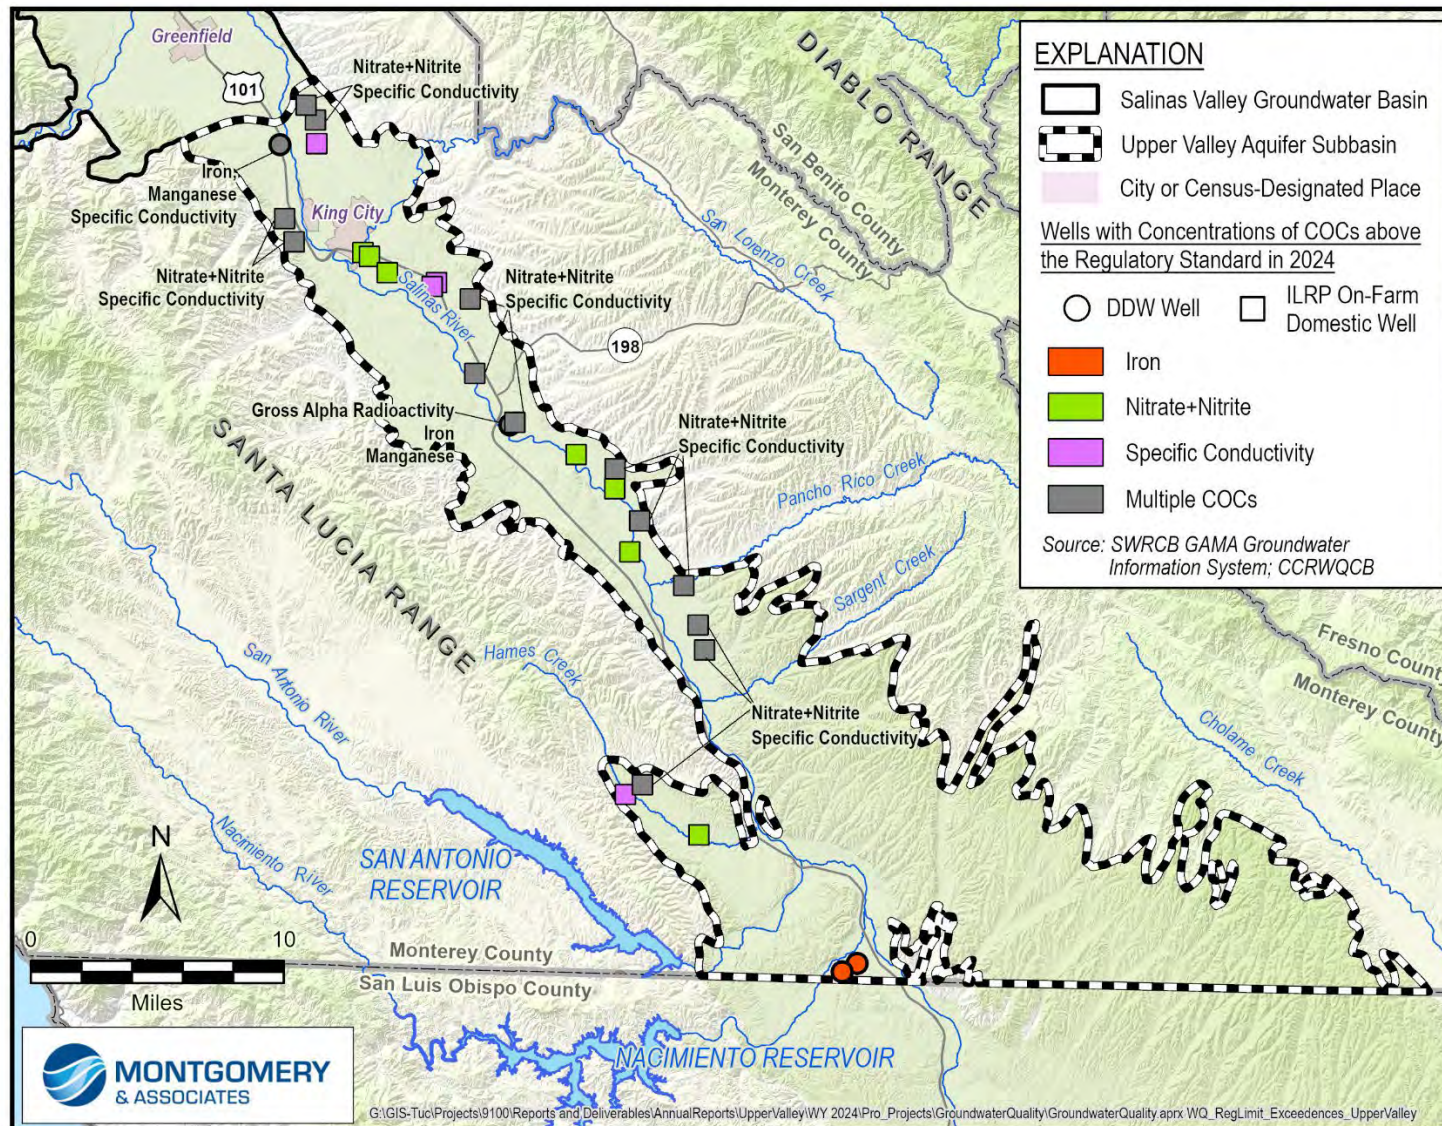 Greenfield
101
Nitrate+Nitrite
Specific Conductivity
DIABLO RANGE
San Benito County
Monterey County
Iron,
Manganese
Specific Conductivity
King City
Nitrate+Nitrite
Specific Conductivity
Salinas River
Nitrate+Nitrite
Specific Conductivity
San Lorenzo Creek
198
Gross Alpha Radioactivity
Iron
Manganese
Nitrate+Nitrite
Specific Conductivity
SANTA LUCIA RANGE
Pancho Rico Creek
Sargent Creek
Hames Creek
San Antonio River
Nitrate+Nitrite
Specific Conductivity
Fresno County
Monterey County
Cholame Creek
Nacimiento River
SAN ANTONIO
RESERVOIR
N
0 10
Miles
Monterey County
San Luis Obispo County
NACIMIENTO RESERVOIR
MONTGOMERY
& ASSOCIATES
EXPLANATION
Salinas Valley Groundwater Basin
Upper Valley Aquifer Subbasin
City or Census-Designated Place
Wells with Concentrations of COCs above
the Regulatory Standard in 2024
DDW Well
ILRP On-Farm
Domestic Well
Iron
Nitrate+Nitrite
Specific Conductivity
Multiple COCs
Source: SWRCB GAMA Groundwater
Information System; CCRWQCB
G:\GIS-Tuc\Projects\9100\Reports and Deliverables\AnnualReports\UpperValley\WY 2024\Pro_Projects\GroundwaterQuality\GroundwaterQuality.aprx WQ_RegLimit_Exceedences_UpperValley